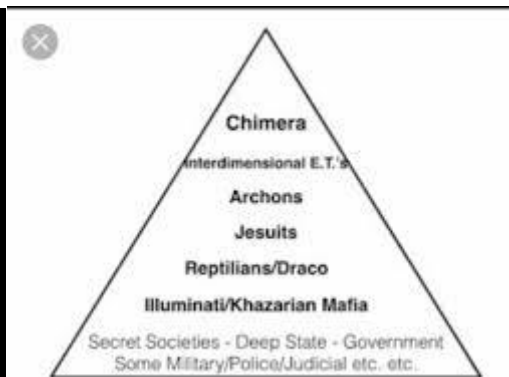 Chimera
Interdimensional E.T.'s
Archons
Jesuits
Reptilians/Draco
Illuminati/Khazarian Mafia
Secret Societies - Deep State - Government
Some Military/Police/Judicial etc. etc.